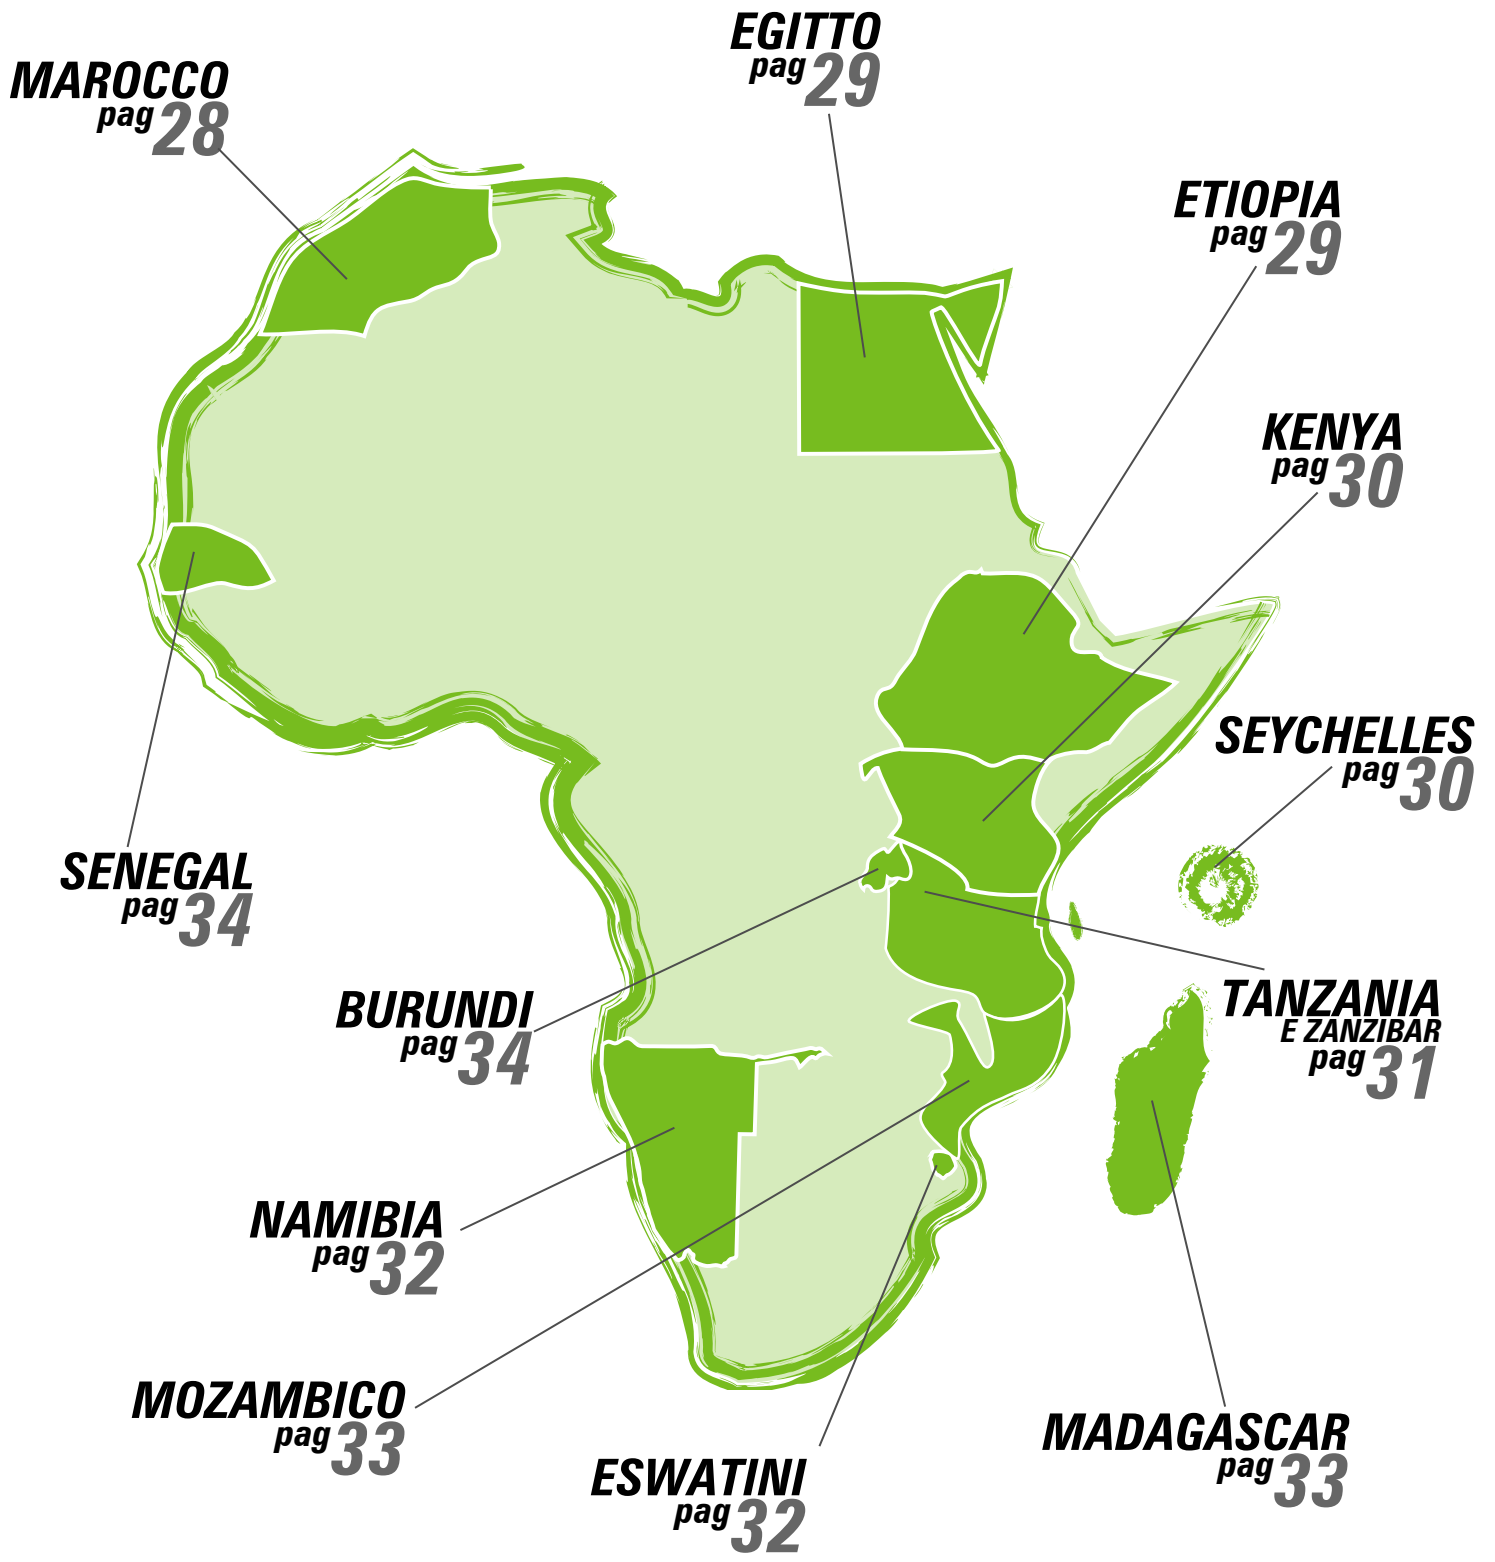 EGITTO
pag 29
MAROCCO
pag 28
ETIOPIA
pag 29
KENYA
pag 30
SEYCHELLES
pag 30
SENEGAL
pag 34
BURUNDI
pag 34
TANZANIA
E ZANZIBAR
pag 31
NAMIBIA
pag 32
MOZAMBICO
pag 33
MADAGASCAR
pag 33
ESWATINI
pag 32